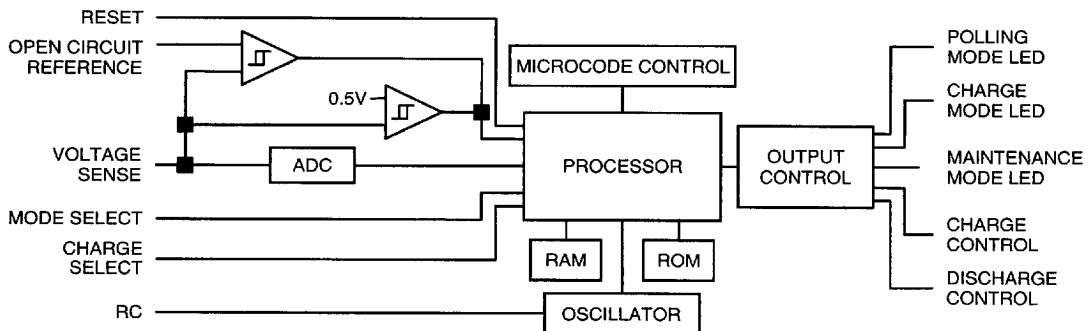 RESET
OPEN CIRCUIT
REFERENCE
0.5V
VOLTAGE
SENSE
ADC
MODE SELECT
CHARGE
SELECT
RC
MICROCODE CONTROL
PROCESSOR
RAM
ROM
OSCILLATOR
OUTPUT
CONTROL
POLLING
MODE LED
CHARGE
MODE LED
MAINTENANCE
MODE LED
CHARGE
CONTROL
DISCHARGE
CONTROL